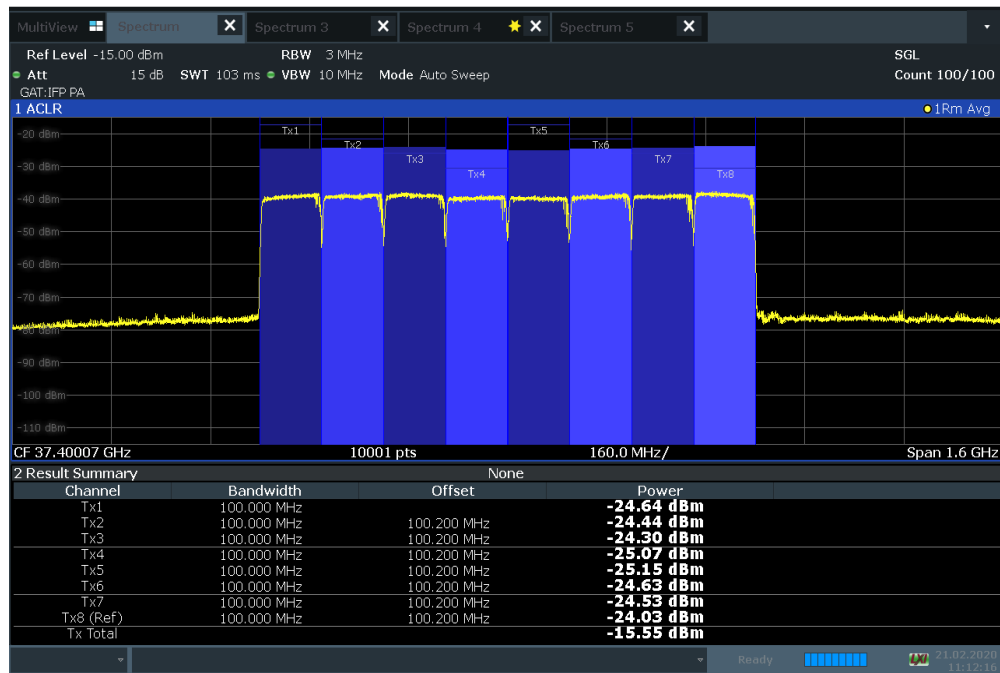 MultiView Spectrum X Spectrum 3 X Spectrum 4 X Spectrum 5 X
Ref Level -15.00 dBm RBW 3 MHz SGL
Att 15 dB SWT 103 ms VBW 10 MHz Mode Auto Sweep Count 100/100
GAT:IFP PA
1 ACLR 1Rm Avg
-20 dBm
Tx1 Tx5
Tx2 Tx6
Tx3 Tx7
-30 dBm
Tx4 Tx8
-40 dBm
-50 dBm
-60 dBm
-70 dBm
-80 dBm
-90 dBm
-100 dBm
-110 dBm
CF 37.40007 GHz 10001 pts 160.0 MHz/ Span 1.6 GHz
2 Result Summary None
Channel Bandwidth Offset Power
Tx1 100.000 MHz -24.64 dBm
Tx2 100.000 MHz 100.200 MHz -24.44 dBm
Tx3 100.000 MHz 100.200 MHz -24.30 dBm
Tx4 100.000 MHz 100.200 MHz -25.07 dBm
Tx5 100.000 MHz 100.200 MHz -25.15 dBm
Tx6 100.000 MHz 100.200 MHz -24.63 dBm
Tx7 100.000 MHz 100.200 MHz -24.53 dBm
Tx8 (Ref) 100.000 MHz 100.200 MHz -24.03 dBm
Tx Total -15.55 dBm
Ready LXI 21.02.2020
11:12:16